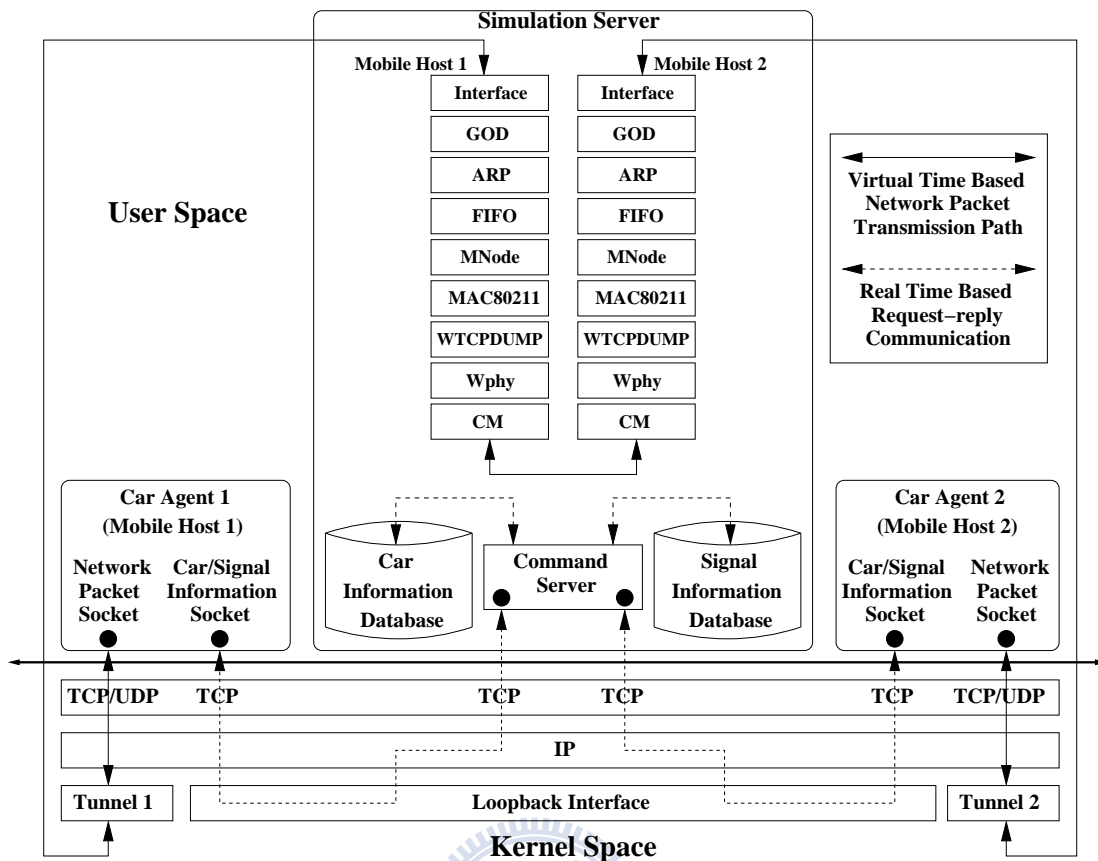 Simulation Server
Mobile Host 1
Mobile Host 2
Interface
GOD
ARP
FIFO
MNode
MAC80211
WTCPDUMP
Wphy
CM
Interface
GOD
ARP
FIFO
MNode
MAC80211
WTCPDUMP
Wphy
CM
User Space
Virtual Time Based
Network Packet
Transmission Path
Real Time Based
Request−reply
Communication
Car Agent 1
(Mobile Host 1)
Network
Packet
Socket
Car/Signal
Information
Socket
Car
Information
Database
Command
Server
Signal
Information
Database
Car Agent 2
(Mobile Host 2)
Car/Signal
Information
Socket
Network
Packet
Socket
TCP/UDP
TCP
TCP
TCP
TCP
TCP/UDP
IP
Tunnel 1
Loopback Interface
Tunnel 2
Kernel Space